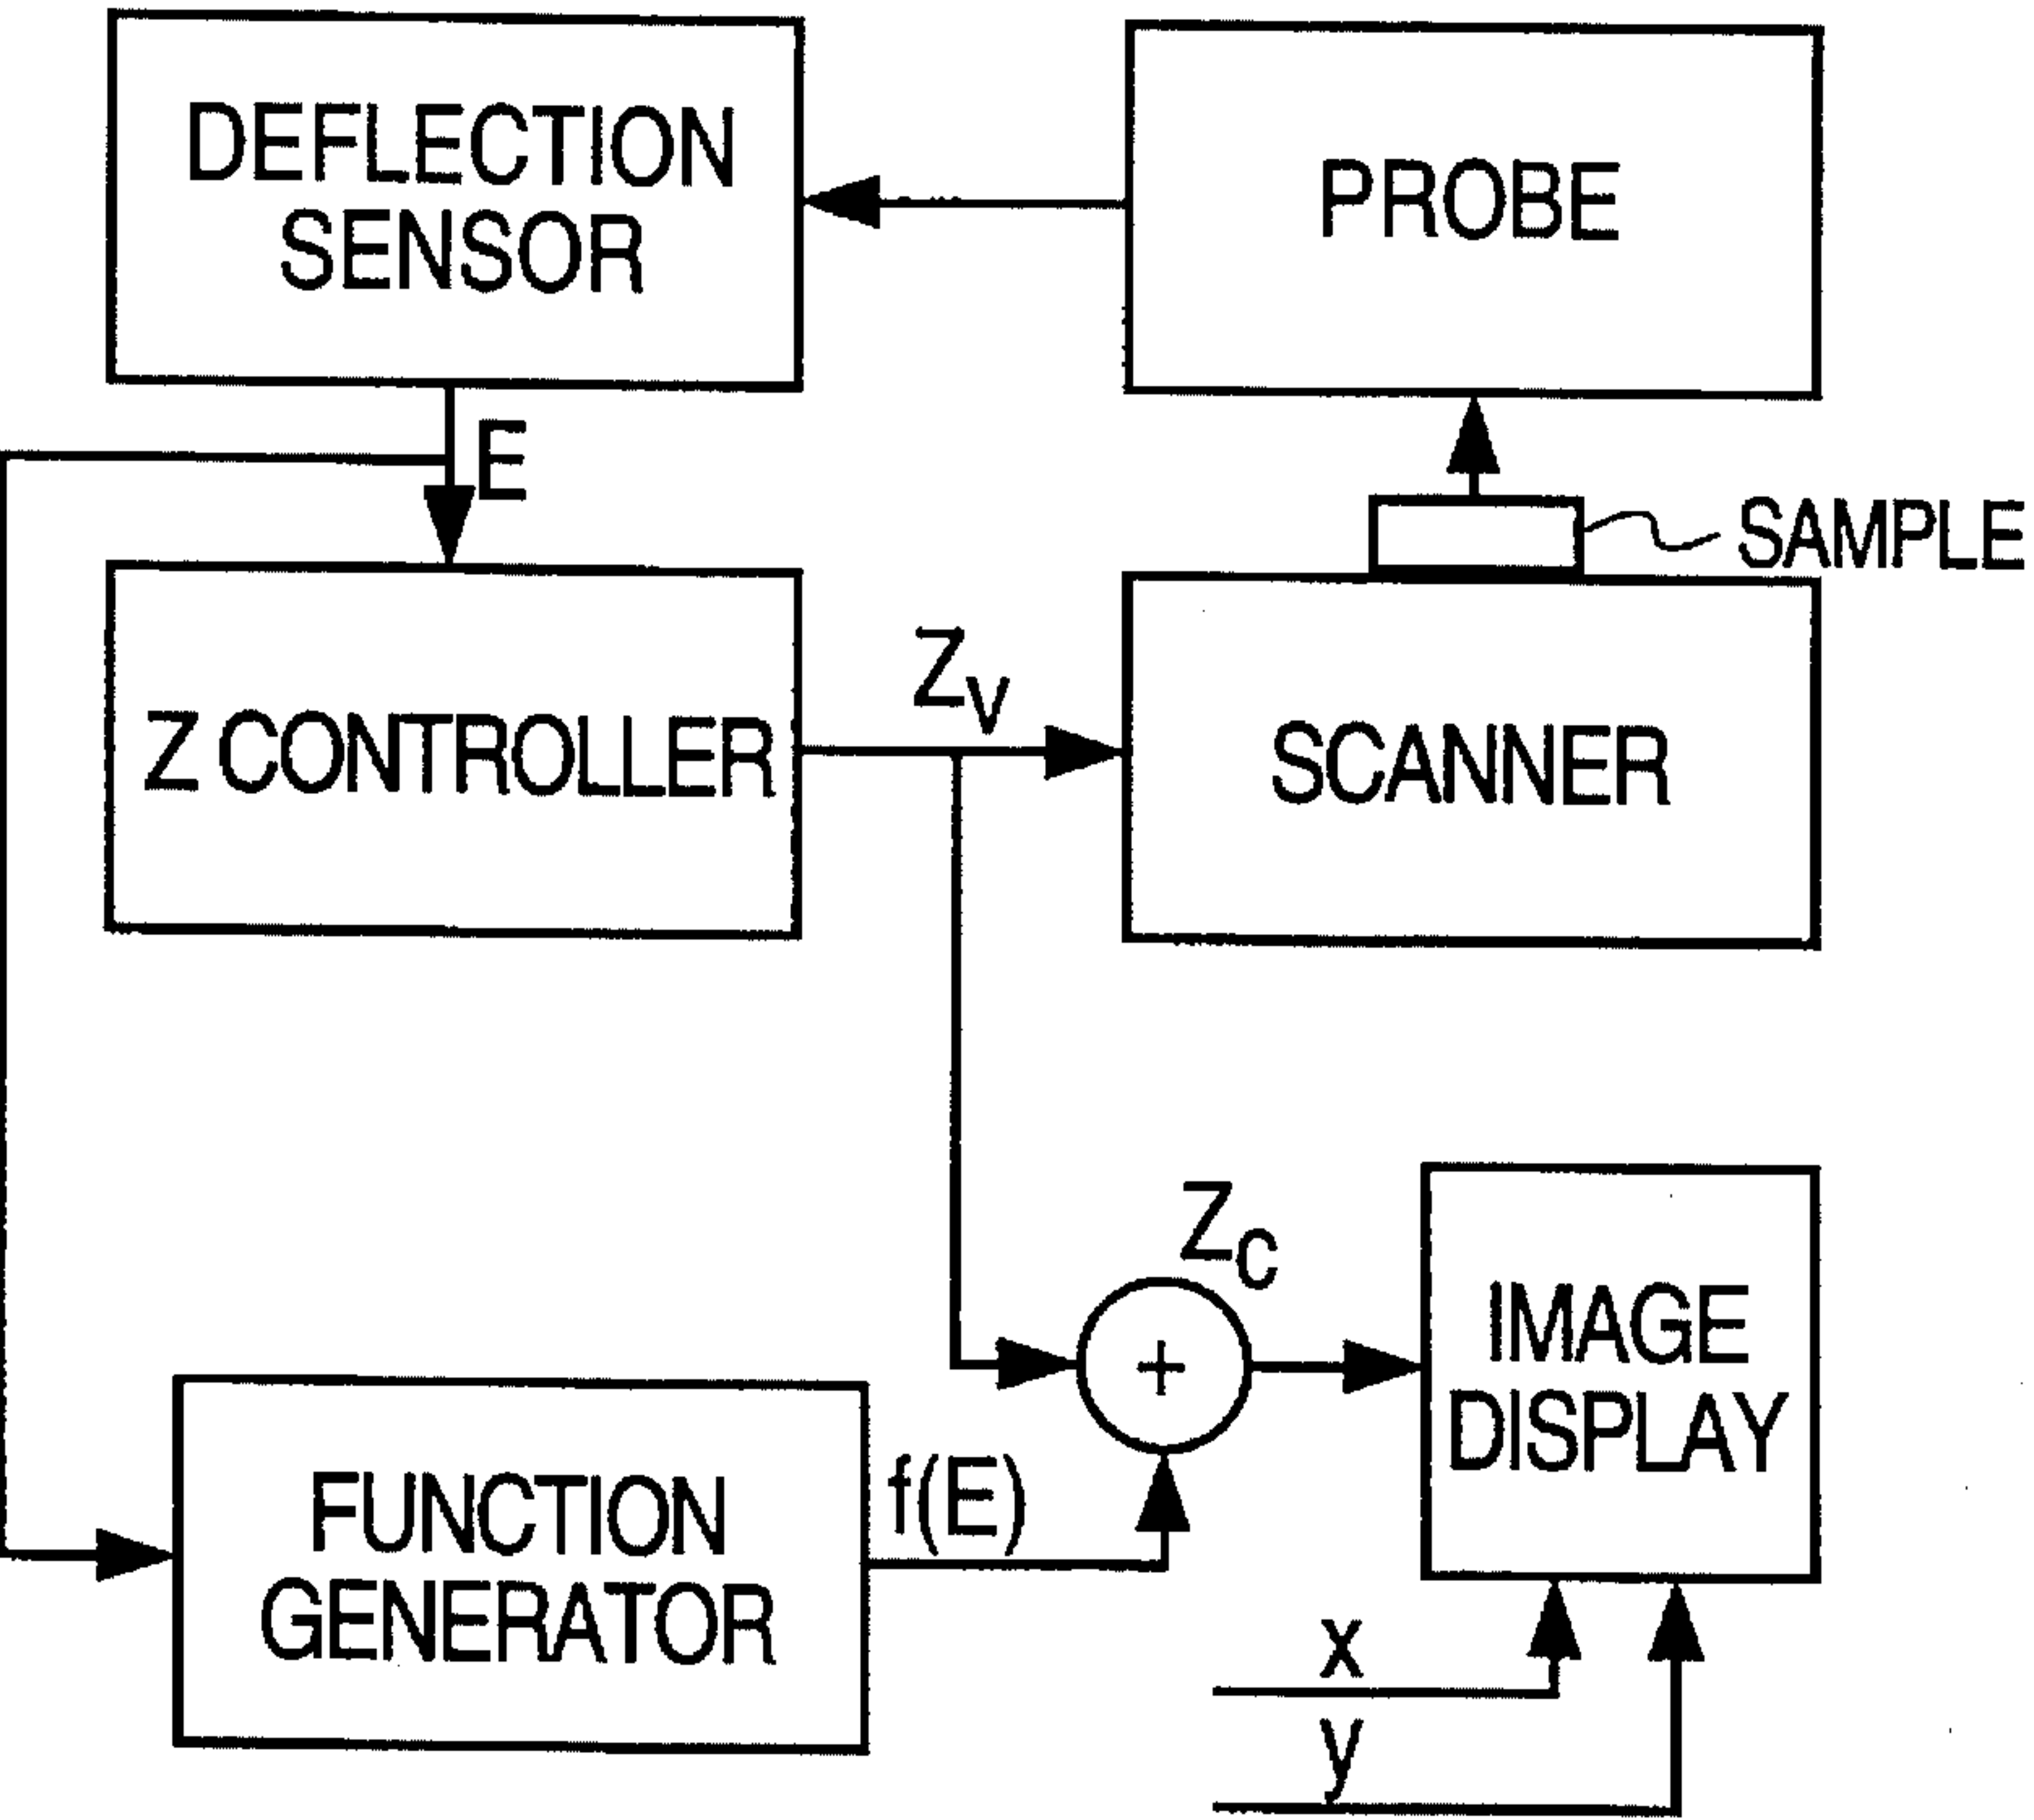 DEFLECTION
SENSOR
PROBE
E
SAMPLE
Z CONTROLLER
Zv
SCANNER
Zc
IMAGE
DISPLAY
+
FUNCTION
GENERATOR
f(E)
x
y